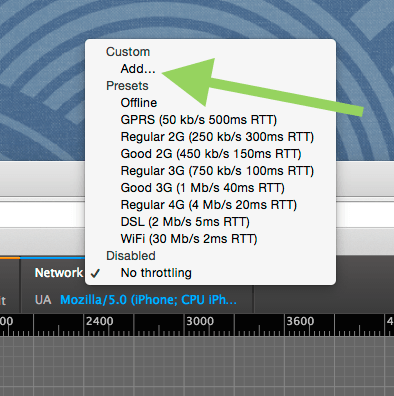 Custom
Add...
Presets
Offline
GPRS (50 kb/s 500ms RTT)
Regular 2G (250 kb/s 300ms RTT)
Good 2G (450 kb/s 150ms RTT)
Regular 3G (750 kb/s 100ms RTT)
Good 3G (1 Mb/s 40ms RTT)
Regular 4G (4 Mb/s 20ms RTT)
DSL (2 Mb/s 5ms RTT)
WiFi (30 Mb/s 2ms RTT)
Disabled
Network ✓ No throttling
UA Mozilla/5.0 (iPhone; CPU iPh...
2400 3000 3600